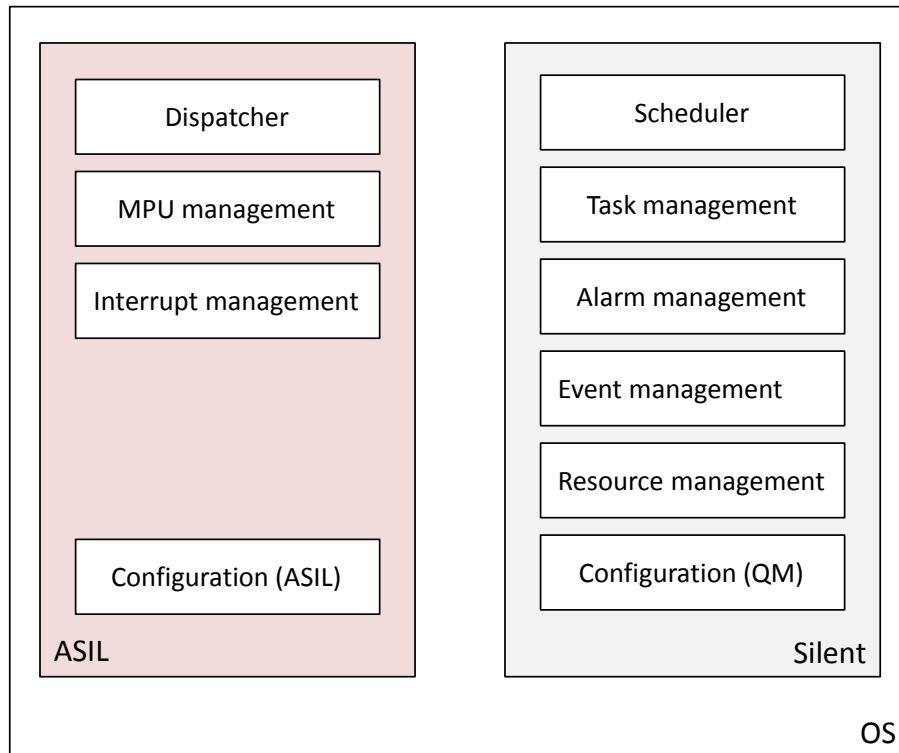 Dispatcher
MPU management
Interrupt management
Configuration (ASIL)
ASIL
Scheduler
Task management
Alarm management
Event management
Resource management
Configuration (QM)
Silent
OS